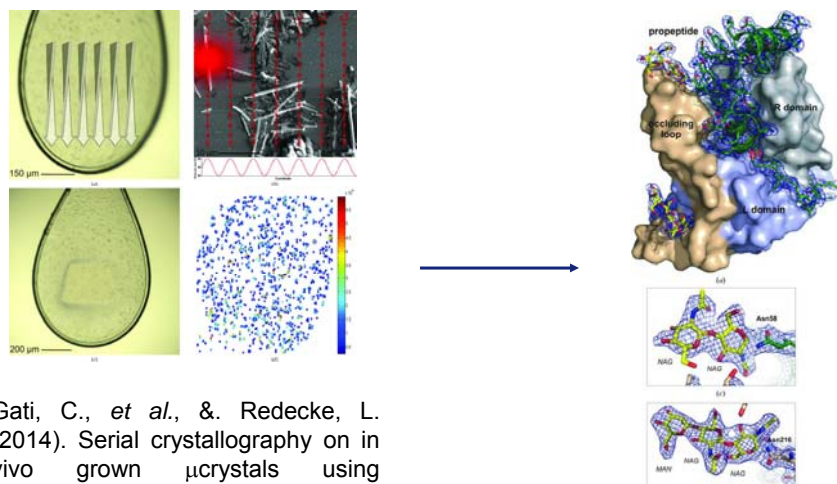 150 µm
(a)
(b)
200 µm
(c)
(d)
Gati, C., et al., &. Redecke, L.
2014). Serial crystallography on in
vivo grown µcrystals using
propeptide
R domain
occluding
loop
L domain
(a)
Asn58
NAG
NAG
(c)
Asn216
MAN
NAG
NAG